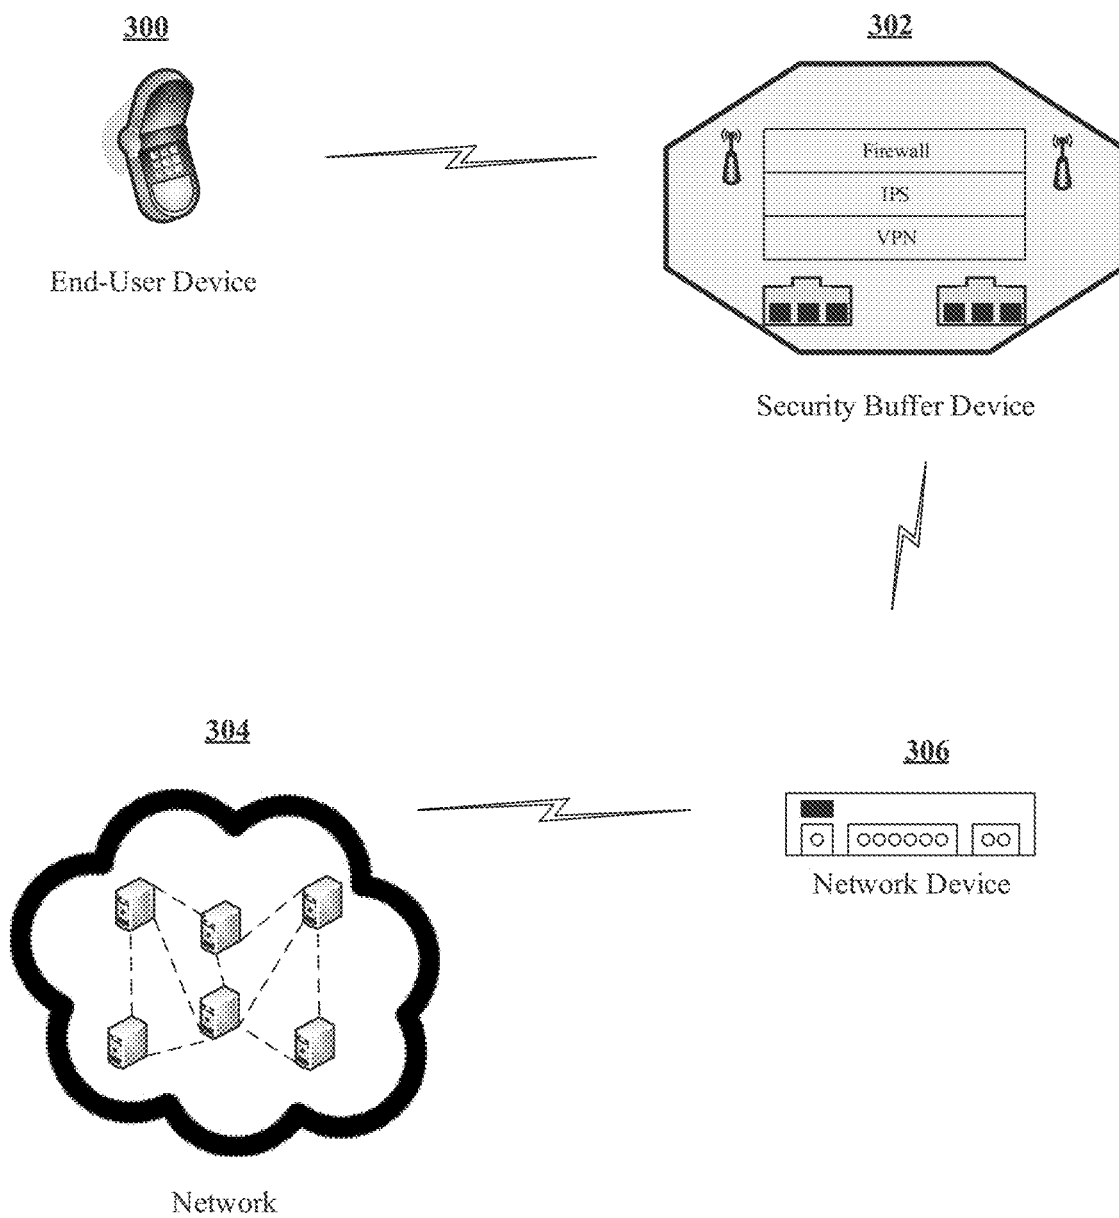 300
302
Firewall
IPS
VPN
End-User Device
Security Buffer Device
304
306
Network Device
Network